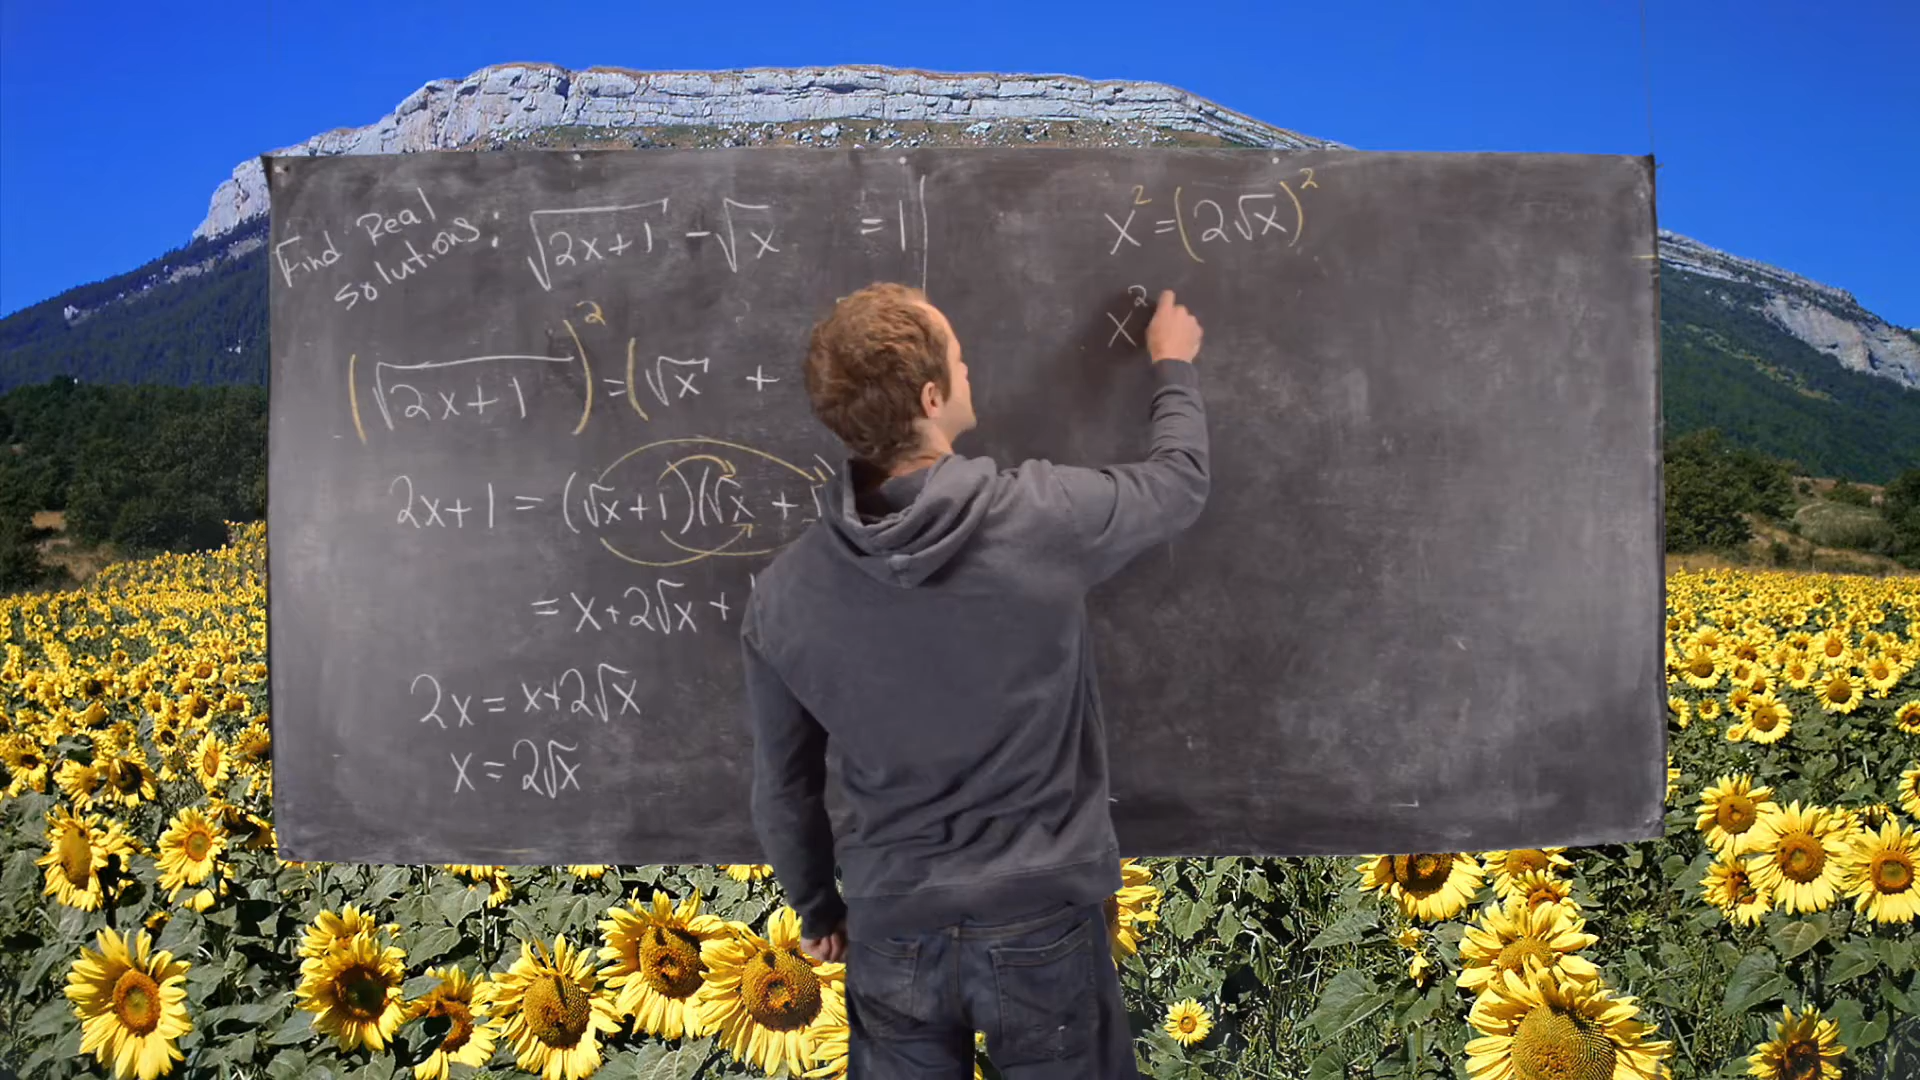 Find Real
solutions: √(2x+1) - √x = 1
(√(2x+1))² = (√x +
2x+1 = (√x+1)(√x +1
= x+2√x +
2x = x+2√x
x = 2√x
x² = (2√x)²
x²